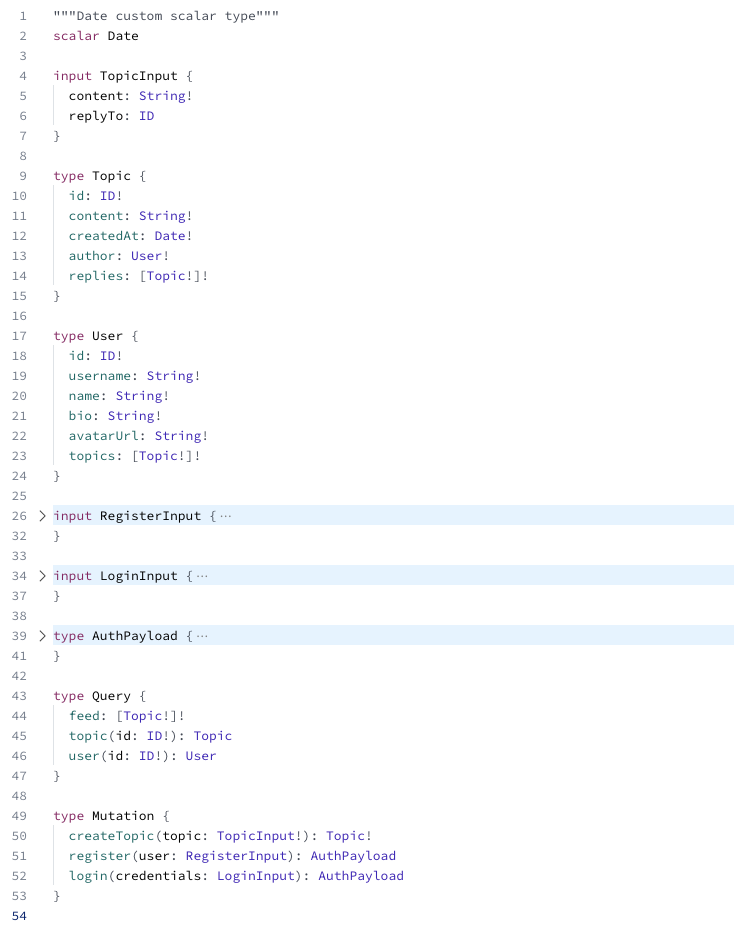 1 """Date custom scalar type"""
2 scalar Date
3
4 input TopicInput {
5 content: String!
6 replyTo: ID
7 }
8
9 type Topic {
10 id: ID!
11 content: String!
12 createdAt: Date!
13 author: User!
14 replies: [Topic!]!
15 }
16
17 type User {
18 id: ID!
19 username: String!
20 name: String!
21 bio: String!
22 avatarUrl: String!
23 topics: [Topic!]!
24 }
25
26 > input RegisterInput { ···
32 }
33
34 > input LoginInput { ···
37 }
38
39 > type AuthPayload { ···
41 }
42
43 type Query {
44 feed: [Topic!]!
45 topic(id: ID!): Topic
46 user(id: ID!): User
47 }
48
49 type Mutation {
50 createTopic(topic: TopicInput!): Topic!
51 register(user: RegisterInput): AuthPayload
52 login(credentials: LoginInput): AuthPayload
53 }
54